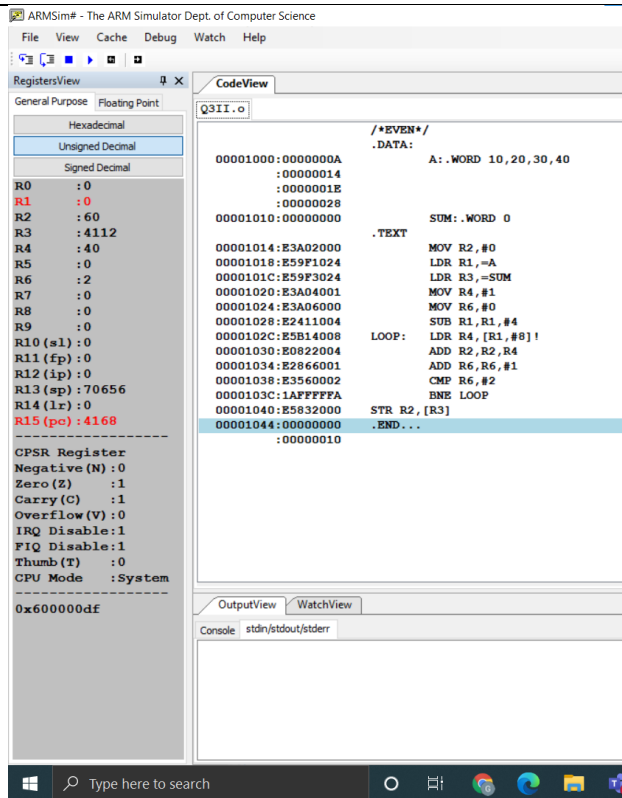 ARMSim# - The ARM Simulator Dept. of Computer Science
File View Cache Debug Watch Help
RegistersView
General Purpose Floating Point
Hexadecimal
Unsigned Decimal
Signed Decimal
R0 :0
R1 :0
R2 :60
R3 :4112
R4 :40
R5 :0
R6 :2
R7 :0
R8 :0
R9 :0
R10(sl):0
R11(fp):0
R12(ip):0
R13(sp):70656
R14(lr):0
R15(pc):4168
------------------
CPSR Register
Negative(N):0
Zero(Z) :1
Carry(C) :1
Overflow(V):0
IRQ Disable:1
FIQ Disable:1
Thumb(T) :0
CPU Mode :System
------------------
0x600000df
CodeView
Q3II.o
/*EVEN*/
.DATA:
00001000:0000000A A:.WORD 10,20,30,40
:00000014
:0000001E
:00000028
00001010:00000000 SUM:.WORD 0
.TEXT
00001014:E3A02000 MOV R2,#0
00001018:E59F1024 LDR R1,=A
0000101C:E59F3024 LDR R3,=SUM
00001020:E3A04001 MOV R4,#1
00001024:E3A06000 MOV R6,#0
00001028:E2411004 SUB R1,R1,#4
0000102C:E5B14008 LOOP: LDR R4,[R1,#8]!
00001030:E0822004 ADD R2,R2,R4
00001034:E2866001 ADD R6,R6,#1
00001038:E3560002 CMP R6,#2
0000103C:1AFFFFFA BNE LOOP
00001040:E5832000 STR R2,[R3]
00001044:00000000 .END...
:00000010
OutputView WatchView
Console stdin/stdout/stderr
Type here to search